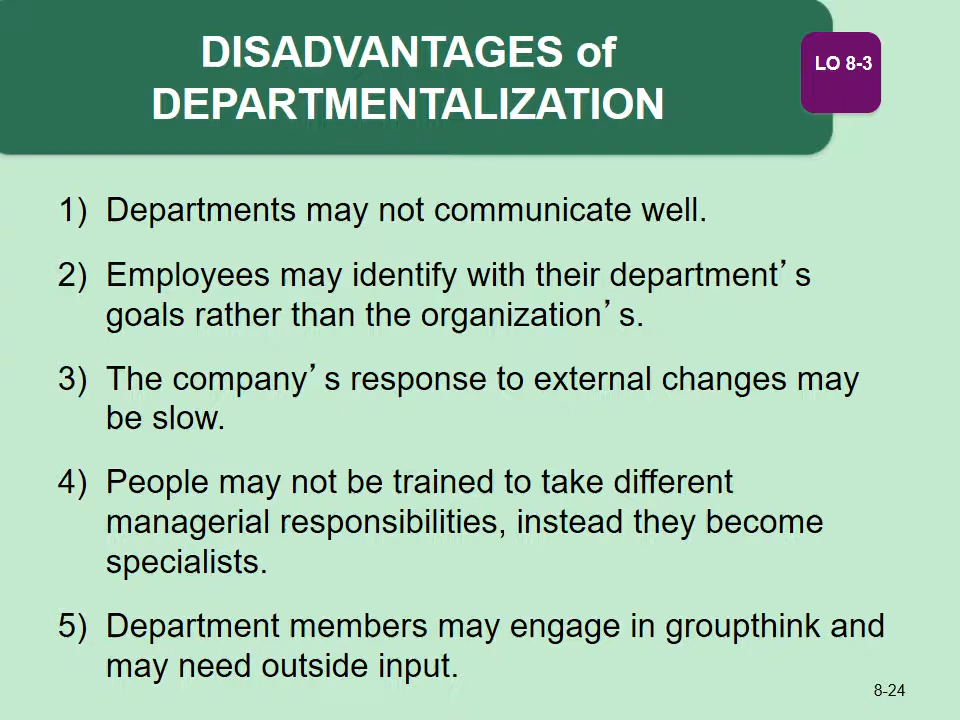 DISADVANTAGES of
DEPARTMENTALIZATION
LO 8-3
1) Departments may not communicate well.
2) Employees may identify with their department’s
goals rather than the organization’s.
3) The company’s response to external changes may
be slow.
4) People may not be trained to take different
managerial responsibilities, instead they become
specialists.
5) Department members may engage in groupthink and
may need outside input.
8-24